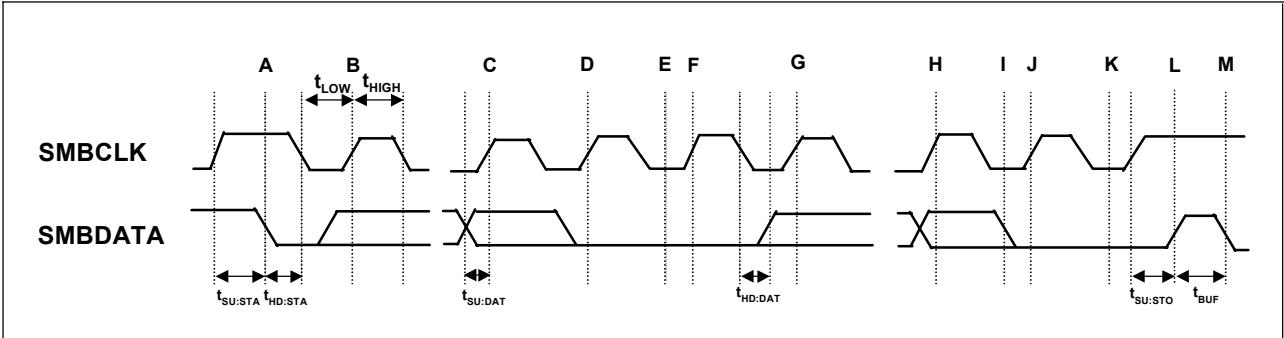 A B C D E F G H I J K L M
tLOW tHIGH
SMBCLK
SMBDATA
tSU:STA tHD:STA tSU:DAT tHD:DAT tSU:STO tBUF